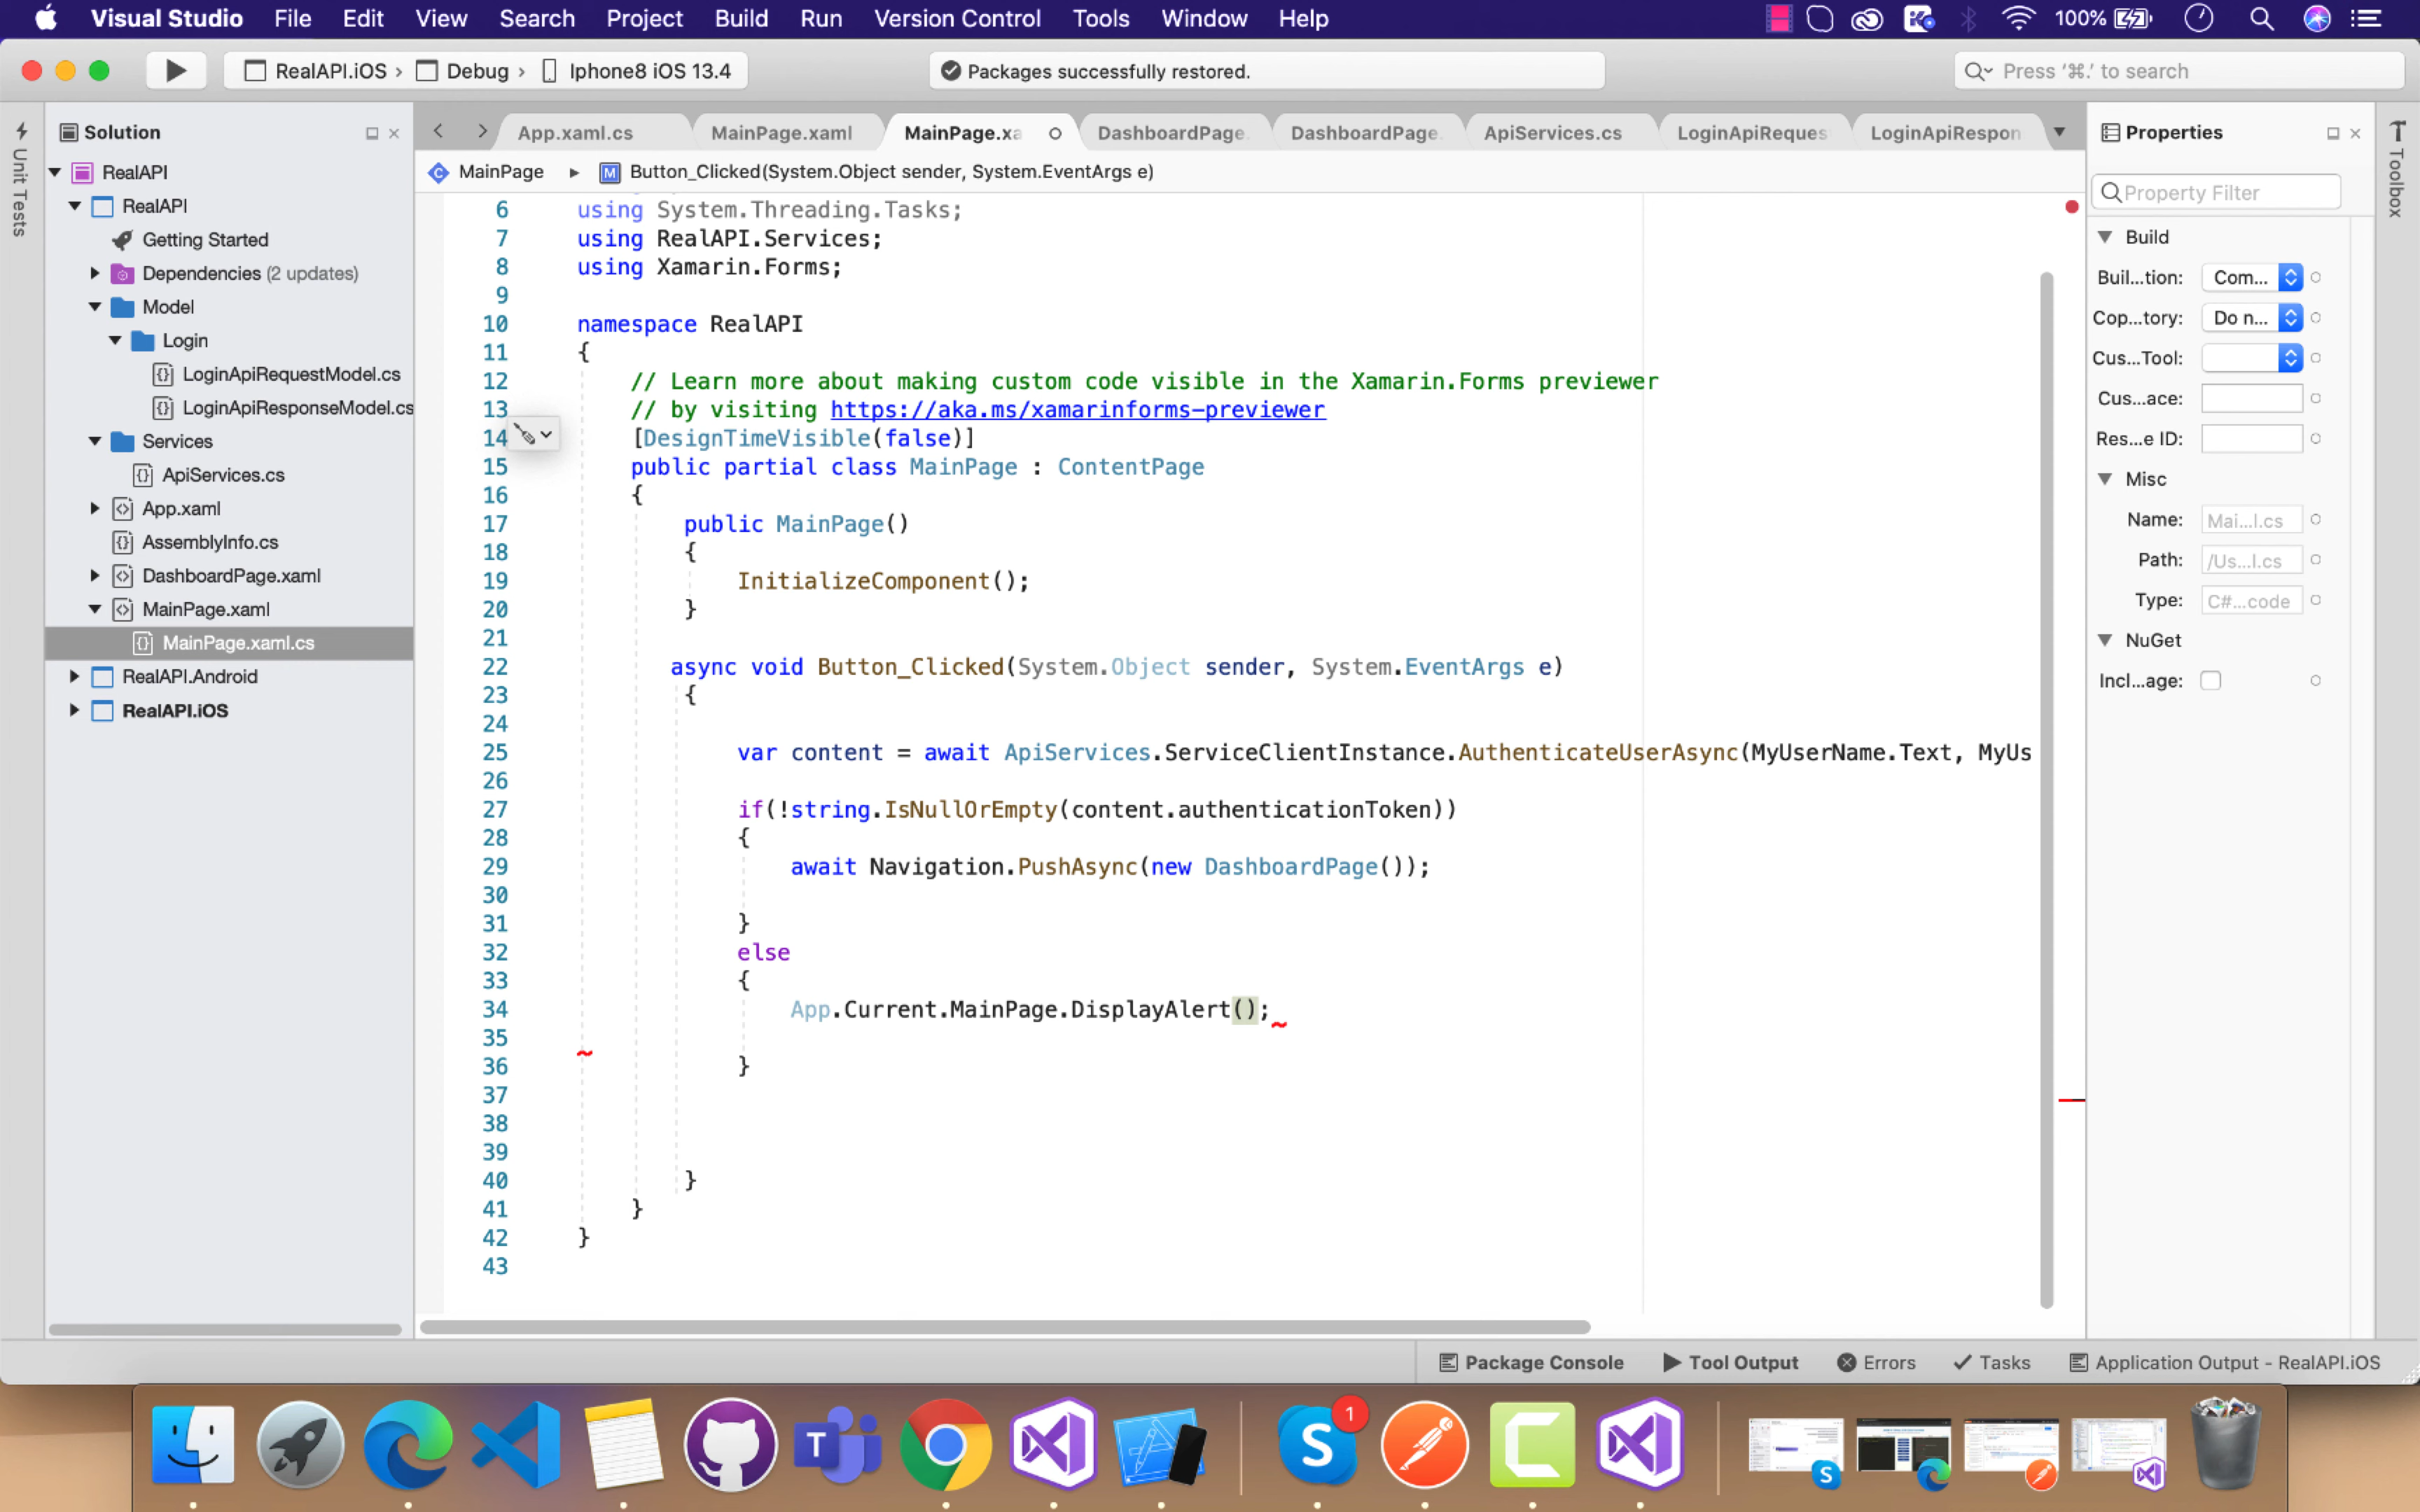 Visual Studio File Edit View Search Project Build Run Version Control Tools Window Help 100%
RealAPI.iOS › Debug › Iphone8 iOS 13.4
Packages successfully restored.
Press ‘⌘.’ to search
Unit Tests
Solution
RealAPI
RealAPI
Getting Started
Dependencies (2 updates)
Model
Login
LoginApiRequestModel.cs
LoginApiResponseModel.cs
Services
ApiServices.cs
App.xaml
AssemblyInfo.cs
DashboardPage.xaml
MainPage.xaml
MainPage.xaml.cs
RealAPI.Android
RealAPI.iOS
App.xaml.cs MainPage.xaml MainPage.xa DashboardPage. DashboardPage. ApiServices.cs LoginApiReques LoginApiRespon
MainPage ▸ M Button_Clicked(System.Object sender, System.EventArgs e)
6 using System.Threading.Tasks;
7 using RealAPI.Services;
8 using Xamarin.Forms;
9
10 namespace RealAPI
11 {
12 // Learn more about making custom code visible in the Xamarin.Forms previewer
13 // by visiting https://aka.ms/xamarinforms-previewer
14 [DesignTimeVisible(false)]
15 public partial class MainPage : ContentPage
16 {
17 public MainPage()
18 {
19 InitializeComponent();
20 }
21
22 async void Button_Clicked(System.Object sender, System.EventArgs e)
23 {
24
25 var content = await ApiServices.ServiceClientInstance.AuthenticateUserAsync(MyUserName.Text, MyUs
26
27 if(!string.IsNullOrEmpty(content.authenticationToken))
28 {
29 await Navigation.PushAsync(new DashboardPage());
30
31 }
32 else
33 {
34 App.Current.MainPage.DisplayAlert();
35
36 }
37
38
39
40 }
41 }
42 }
43
Properties
Property Filter
Build
Buil...tion: Com...
Cop...tory: Do n...
Cus...Tool:
Cus...ace:
Res...e ID:
Misc
Name: Mai...l.cs
Path: /Us...l.cs
Type: C#...code
NuGet
Incl...age:
Toolbox
Package Console Tool Output Errors Tasks Application Output - RealAPI.iOS
T
S
1
C
S